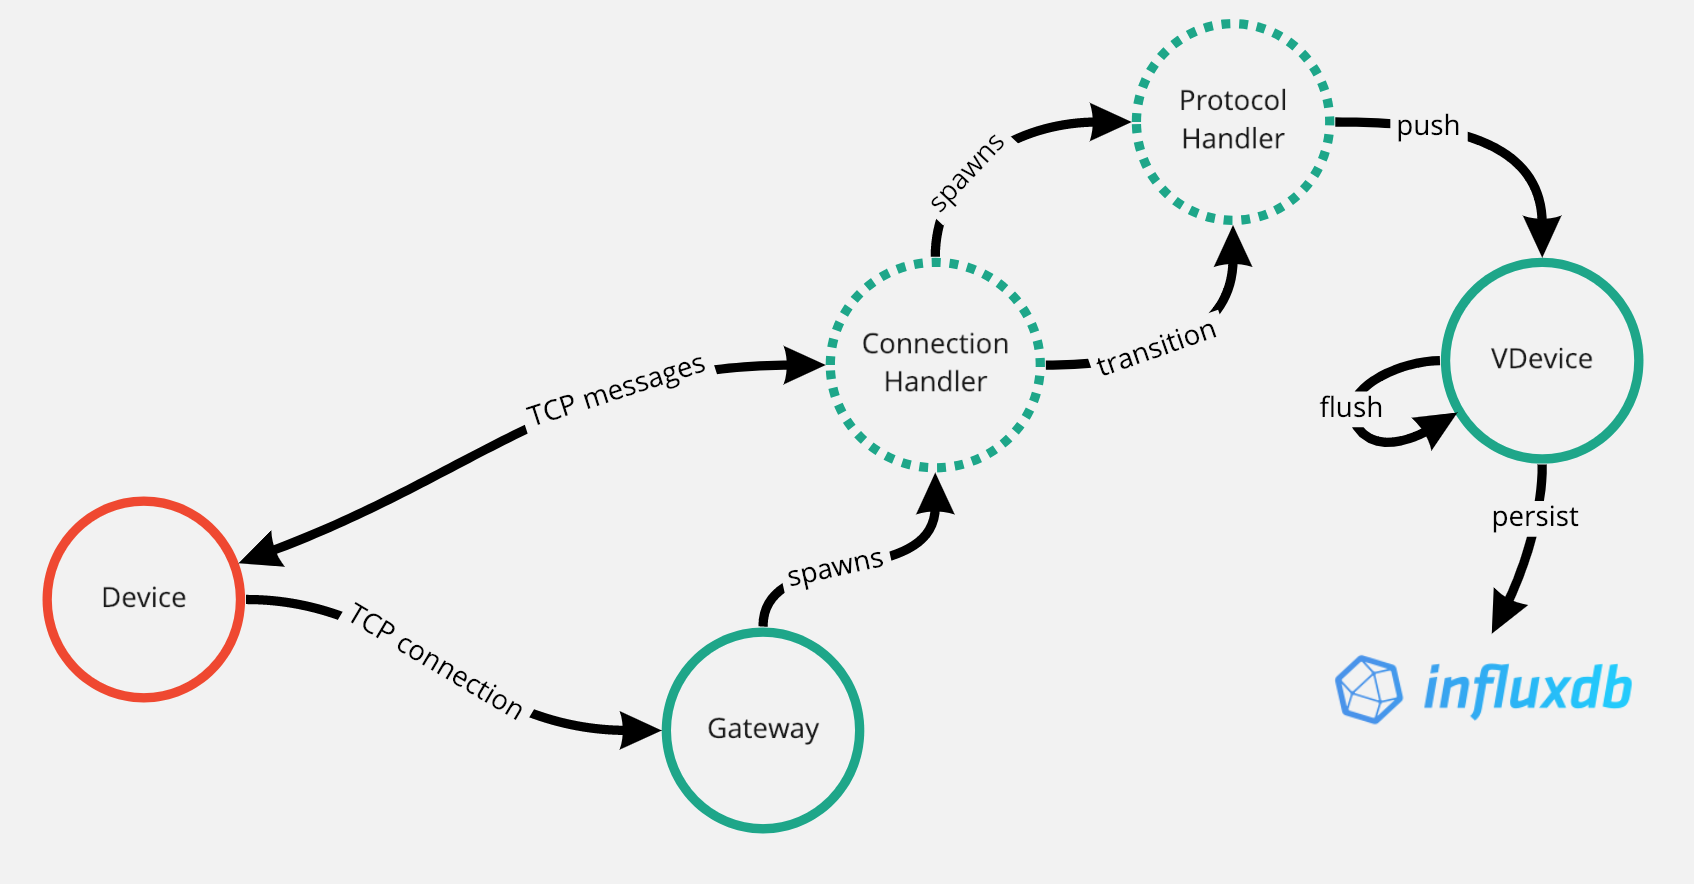 Protocol
Handler
push
spawns
Connection
Handler
transition
VDevice
flush
TCP messages
persist
spawns
Device
TCP connection
Gateway
influxdb